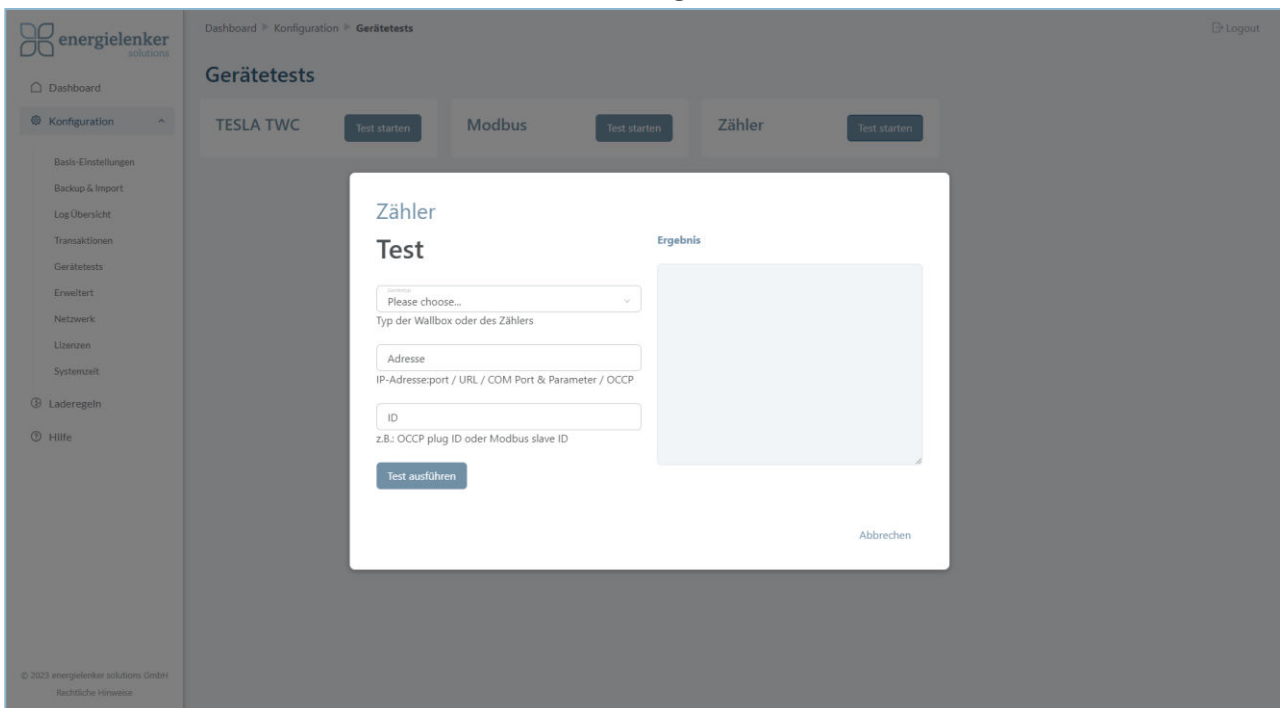 energielenker
solutions
Dashboard
Konfiguration
Basis-Einstellungen
Backup & Import
Log Übersicht
Transaktionen
Gerätetests
Erweitert
Netzwerk
Lizenzen
Systemzeit
Laderegeln
Hilfe
© 2023 energielenker solutions GmbH
Rechtliche Hinweise
Dashboard Konfiguration Gerätetests
Logout
Gerätetests
TESLA TWC Test starten
Modbus Test starten
Zähler Test starten
Zähler
Test
Gerätetyp
Please choose...
Typ der Wallbox oder des Zählers
Adresse
IP-Adresse:port / URL / COM Port & Parameter / OCCP
ID
z.B.: OCCP plug ID oder Modbus slave ID
Test ausführen
Ergebnis
Abbrechen